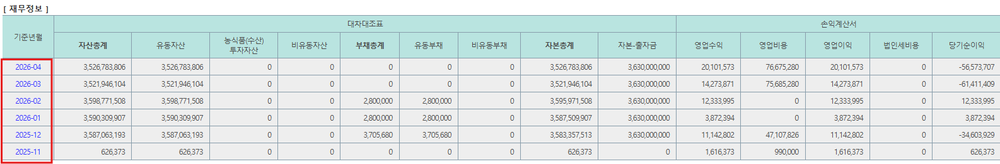 [ 재무정보 ]
기준년월 대차대조표 손익계산서
자산총계 유동자산 농식품(수산) 투자자산 비유동자산 부채총계 유동부채 비유동부채 자본총계 자본-출자금 영업수익 영업비용 영업이익 법인세비용 당기순이익
2026-04 3,526,783,806 3,526,783,806 0 0 0 0 0 3,526,783,806 3,630,000,000 20,101,573 76,675,280 20,101,573 0 -56,573,707
2026-03 3,521,946,104 3,521,946,104 0 0 0 0 0 3,521,946,104 3,630,000,000 14,273,871 75,685,280 14,273,871 0 -61,411,409
2026-02 3,598,771,508 3,598,771,508 0 0 2,800,000 2,800,000 0 3,595,971,508 3,630,000,000 12,333,995 0 12,333,995 0 12,333,995
2026-01 3,590,309,907 3,590,309,907 0 0 2,800,000 2,800,000 0 3,587,509,907 3,630,000,000 3,872,394 0 3,872,394 0 3,872,394
2025-12 3,587,063,193 3,587,063,193 0 0 3,705,680 3,705,680 0 3,583,357,513 3,630,000,000 11,142,802 47,107,826 11,142,802 0 -34,603,929
2025-11 626,373 626,373 0 0 0 0 0 626,373 0 1,616,373 990,000 1,616,373 0 626,373